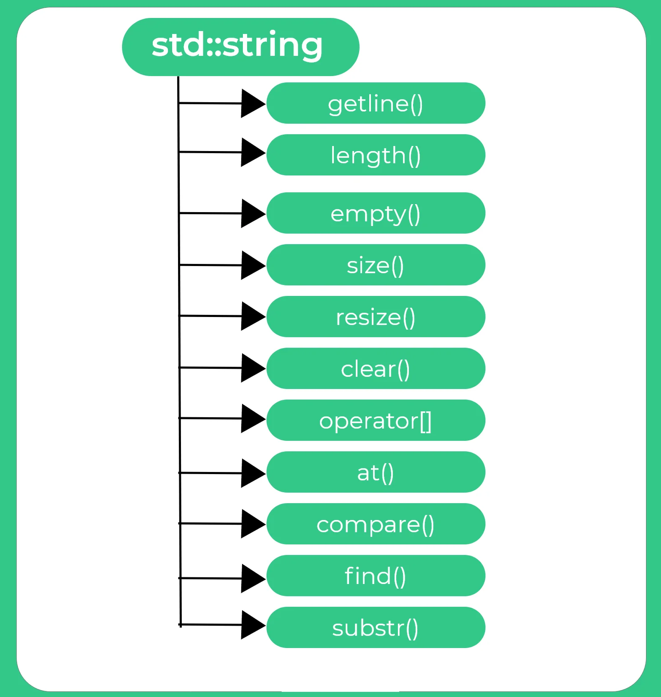 std::string
getline()
length()
empty()
size()
resize()
clear()
operator[]
at()
compare()
find()
substr()